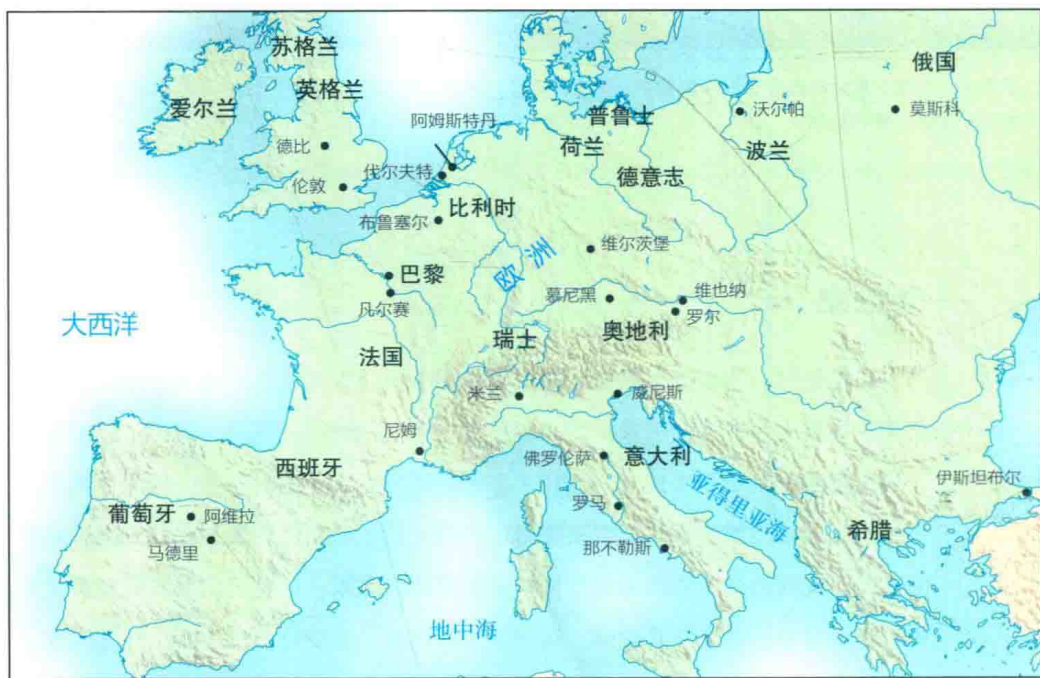 苏格兰
俄国
英格兰
爱尔兰
普鲁士
沃尔帕
莫斯科
阿姆斯特丹
荷兰
波兰
德比
代尔夫特
德意志
伦敦
比利时
布鲁塞尔
维尔茨堡
欧洲
巴黎
慕尼黑
维也纳
凡尔赛
罗尔
大西洋
瑞士
奥地利
法国
米兰
威尼斯
尼姆
佛罗伦萨
意大利
西班牙
亚得里亚海
伊斯坦布尔
罗马
葡萄牙
阿维拉
希腊
马德里
那不勒斯
地中海